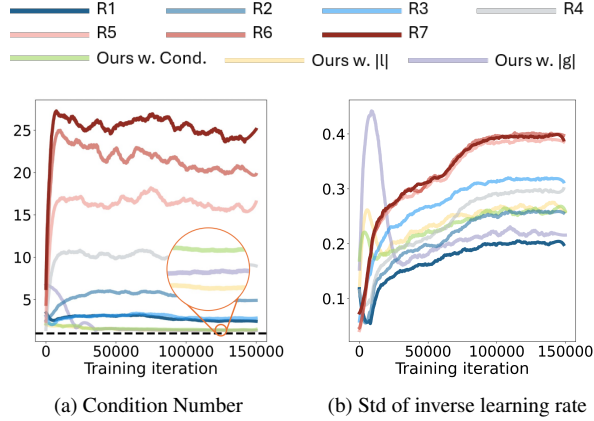 R1 R2 R3 R4
R5 R6 R7
Ours w. Cond. Ours w. |l| Ours w. |g|
25
20
15
10
5
0 50000 100000 150000
Training iteration
(a) Condition Number
0.4
0.3
0.2
0.1
0 50000 100000 150000
Training iteration
(b) Std of inverse learning rate